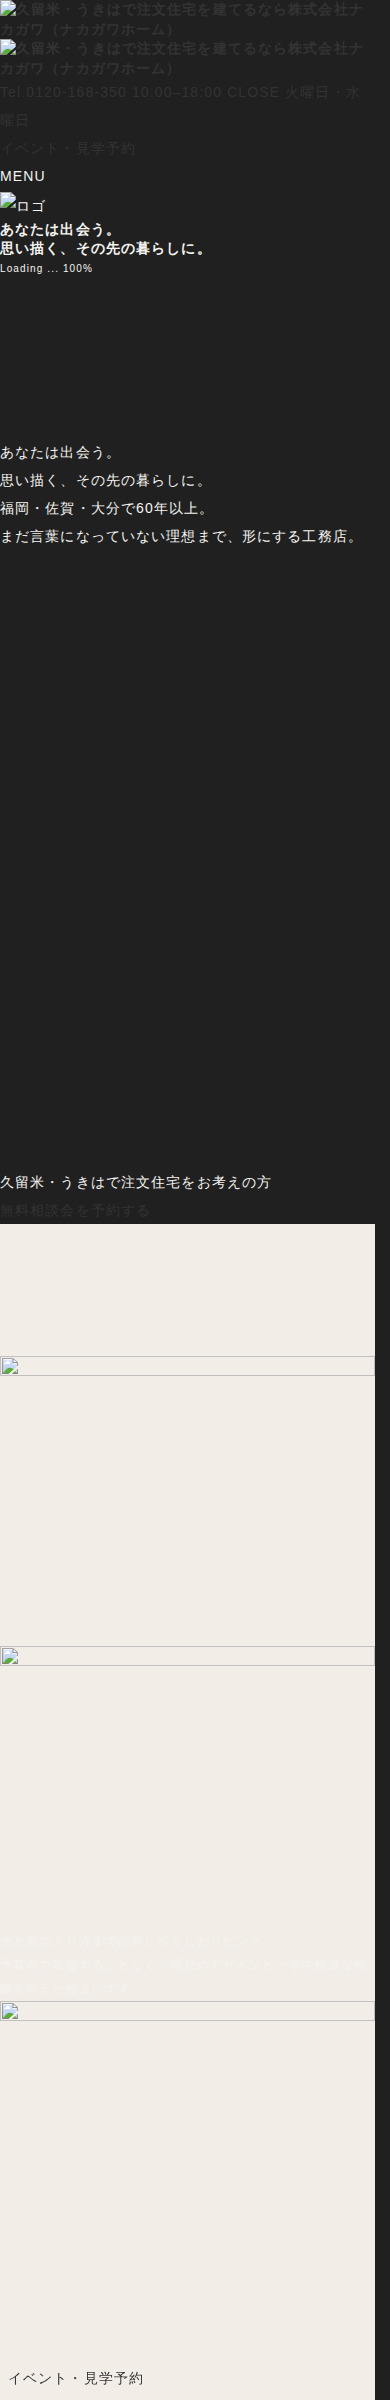 久留米・うきはで注文住宅を建てるなら株式会社ナ
カガワ（ナカガワホーム）
久留米・うきはで注文住宅を建てるなら株式会社ナ
カガワ（ナカガワホーム）
Tel.0120-168-350 10:00–18:00 CLOSE 火曜日・水
曜日
イベント・見学予約
MENU
ロゴ
あなたは出会う。
思い描く、その先の暮らしに。
Loading ... 100%
あなたは出会う。
思い描く、その先の暮らしに。
福岡・佐賀・大分で60年以上。
まだ言葉になっていない理想まで、形にする工務店。
久留米・うきはで注文住宅をお考えの方
無料相談会を予約する
イベント・見学予約